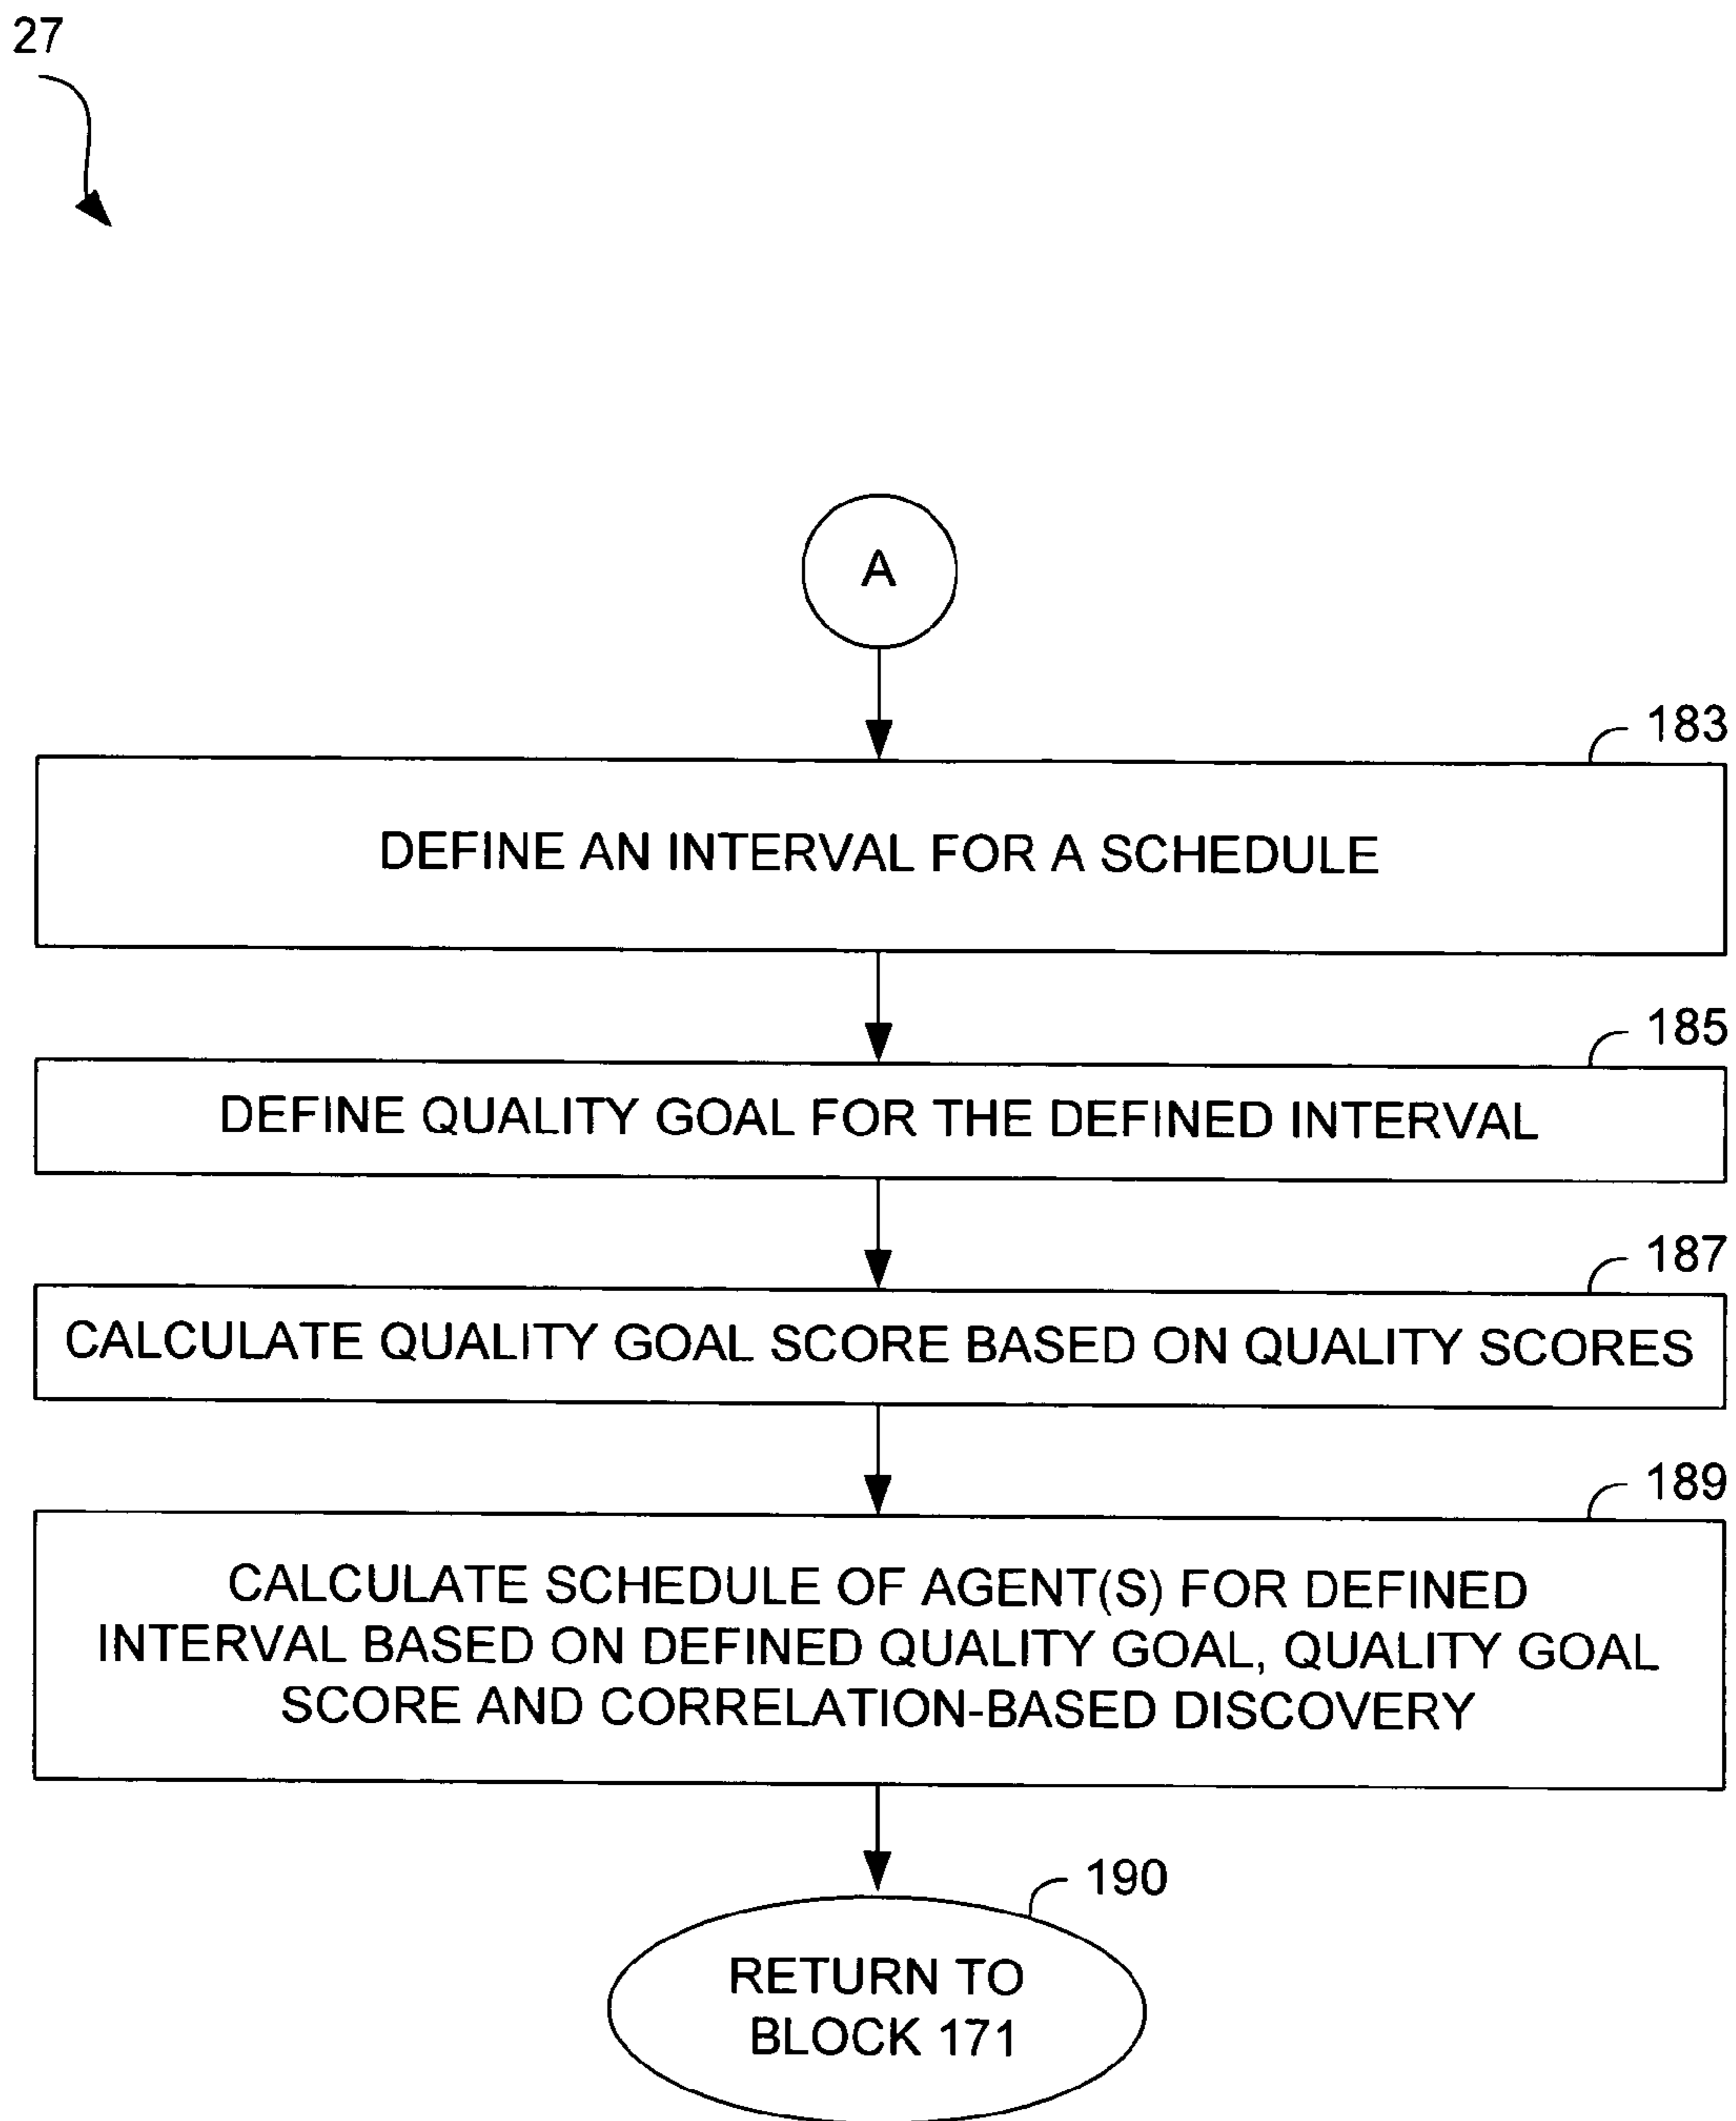 27
A
183
DEFINE AN INTERVAL FOR A SCHEDULE
185
DEFINE QUALITY GOAL FOR THE DEFINED INTERVAL
187
CALCULATE QUALITY GOAL SCORE BASED ON QUALITY SCORES
189
CALCULATE SCHEDULE OF AGENT(S) FOR DEFINED
INTERVAL BASED ON DEFINED QUALITY GOAL, QUALITY GOAL
SCORE AND CORRELATION-BASED DISCOVERY
190
RETURN TO
BLOCK 171